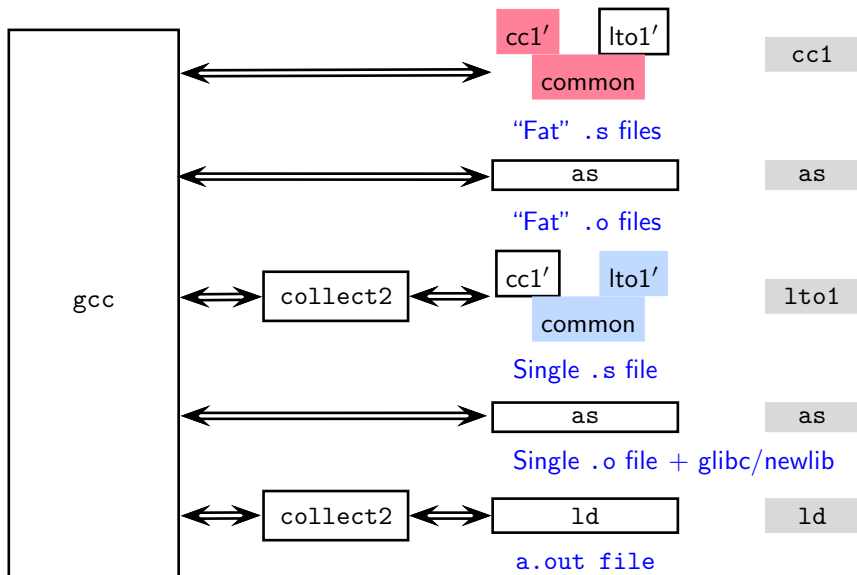 cc1′ lto1′ cc1
common
“Fat” .s files
as as
“Fat” .o files
cc1′ lto1′
gcc collect2 lto1
common
Single .s file
as as
Single .o file + glibc/newlib
collect2 ld ld
a.out file